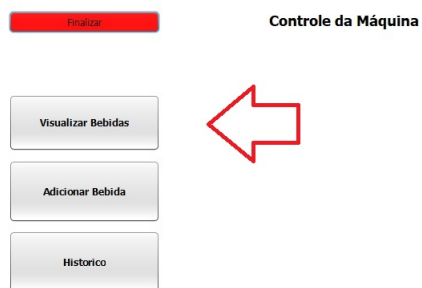 Finalizar
Controle da Máquina
Visualizar Bebidas
Adicionar Bebida
Historico